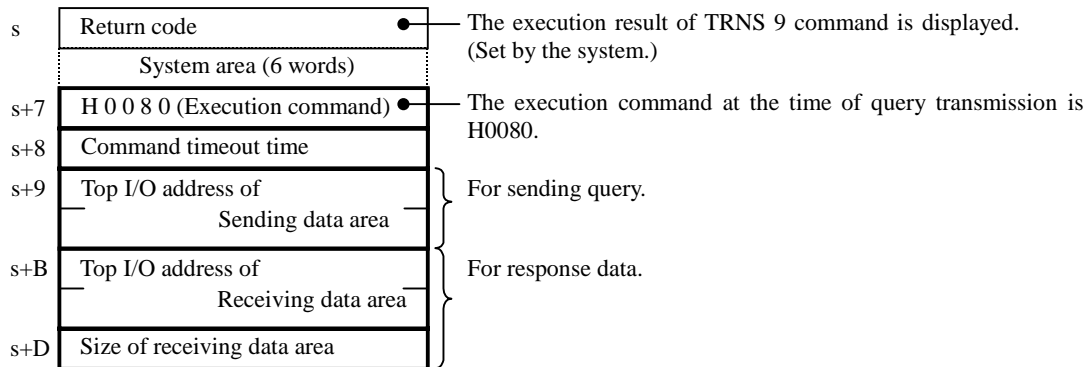 s Return code The execution result of TRNS 9 command is displayed.
(Set by the system.)
System area (6 words)
s+7 H 0 0 8 0 (Execution command) The execution command at the time of query transmission is
H0080.
s+8 Command timeout time
s+9 Top I/O address of For sending query.
Sending data area
s+B Top I/O address of For response data.
Receiving data area
s+D Size of receiving data area